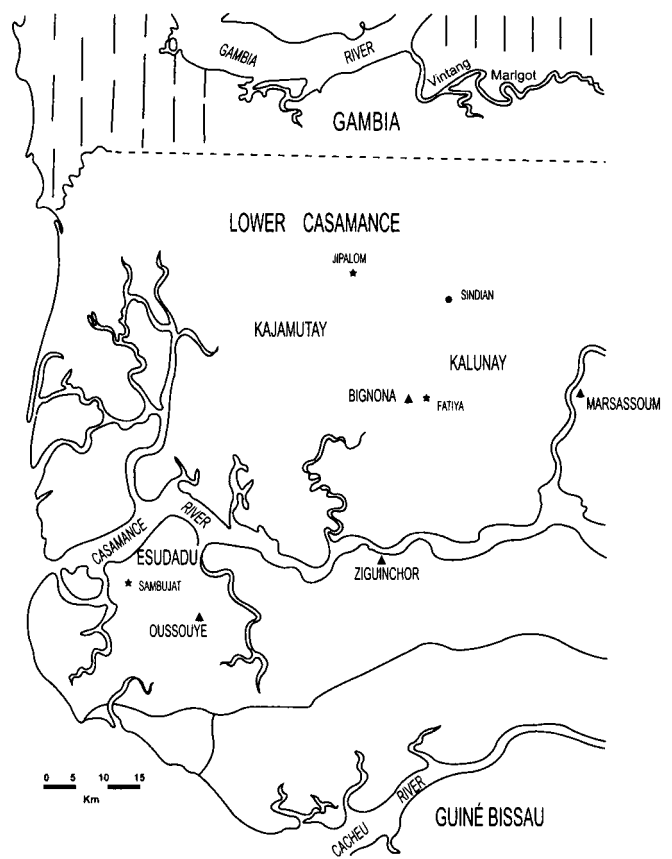 GAMBIA RIVER
Vintang Marigot
GAMBIA
LOWER CASAMANCE
JIPALOM
SINDIAN
KAJAMUTAY
KALUNAY
BIGNONA
FATIYA
MARSASSOUM
CASAMANCE RIVER
ESUDADU
SAMBUJAT
ZIGUINCHOR
OUSSOUYE
0 5 10 15
Km
CACHEU RIVER
GUINÉ BISSAU